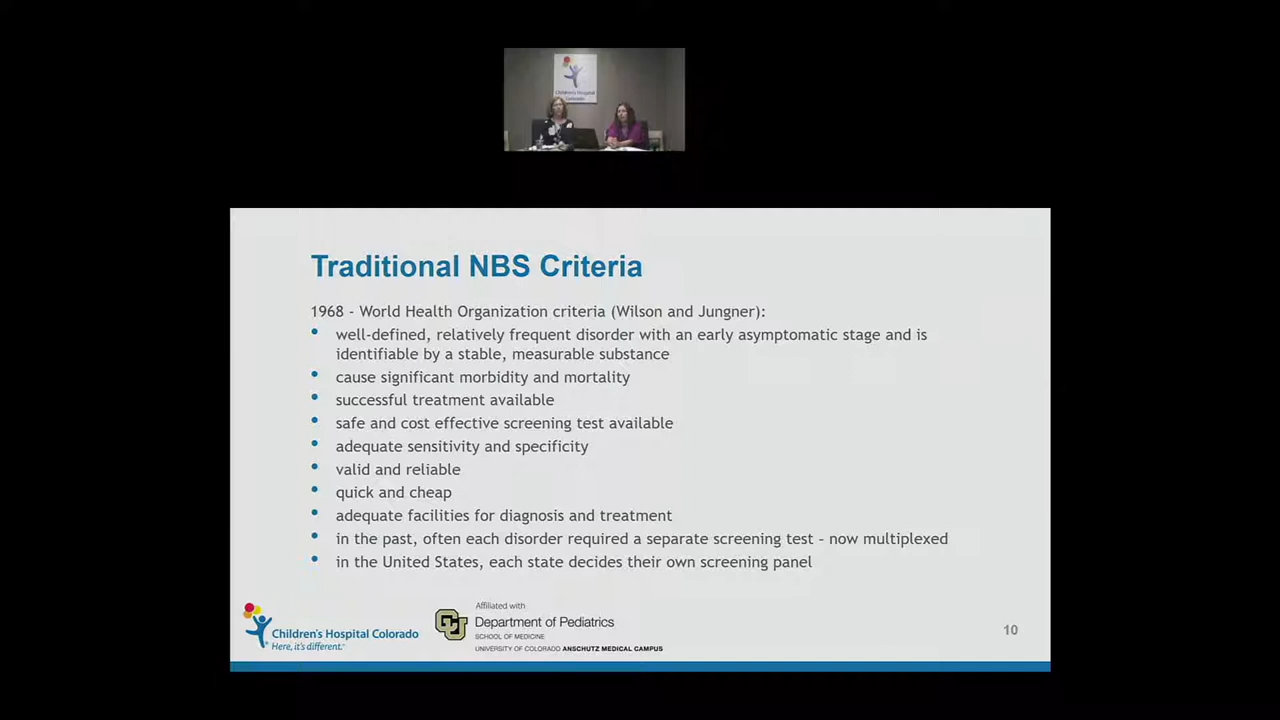 Children's Hospital
Colorado
Traditional NBS Criteria
1968 - World Health Organization criteria (Wilson and Jungner):
• well-defined, relatively frequent disorder with an early asymptomatic stage and is
identifiable by a stable, measurable substance
• cause significant morbidity and mortality
• successful treatment available
• safe and cost effective screening test available
• adequate sensitivity and specificity
• valid and reliable
• quick and cheap
• adequate facilities for diagnosis and treatment
• in the past, often each disorder required a separate screening test – now multiplexed
• in the United States, each state decides their own screening panel
Children's Hospital Colorado
Here, it's different.™
CU
Affiliated with
Department of Pediatrics
SCHOOL OF MEDICINE
UNIVERSITY OF COLORADO ANSCHUTZ MEDICAL CAMPUS
10